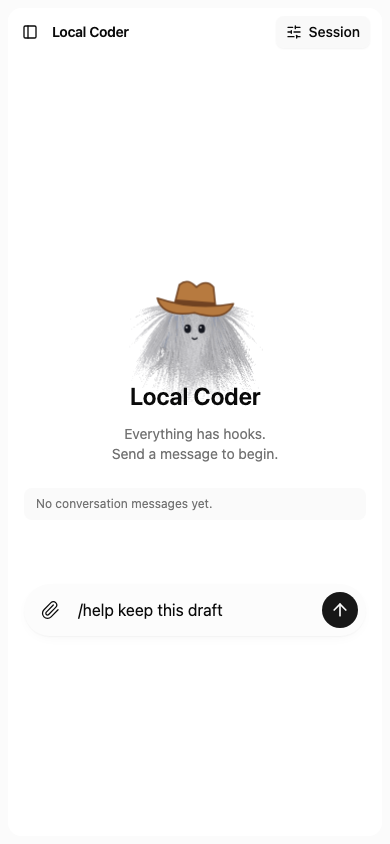 Local Coder
Session
Local Coder
Everything has hooks.
Send a message to begin.
No conversation messages yet.
/help keep this draft